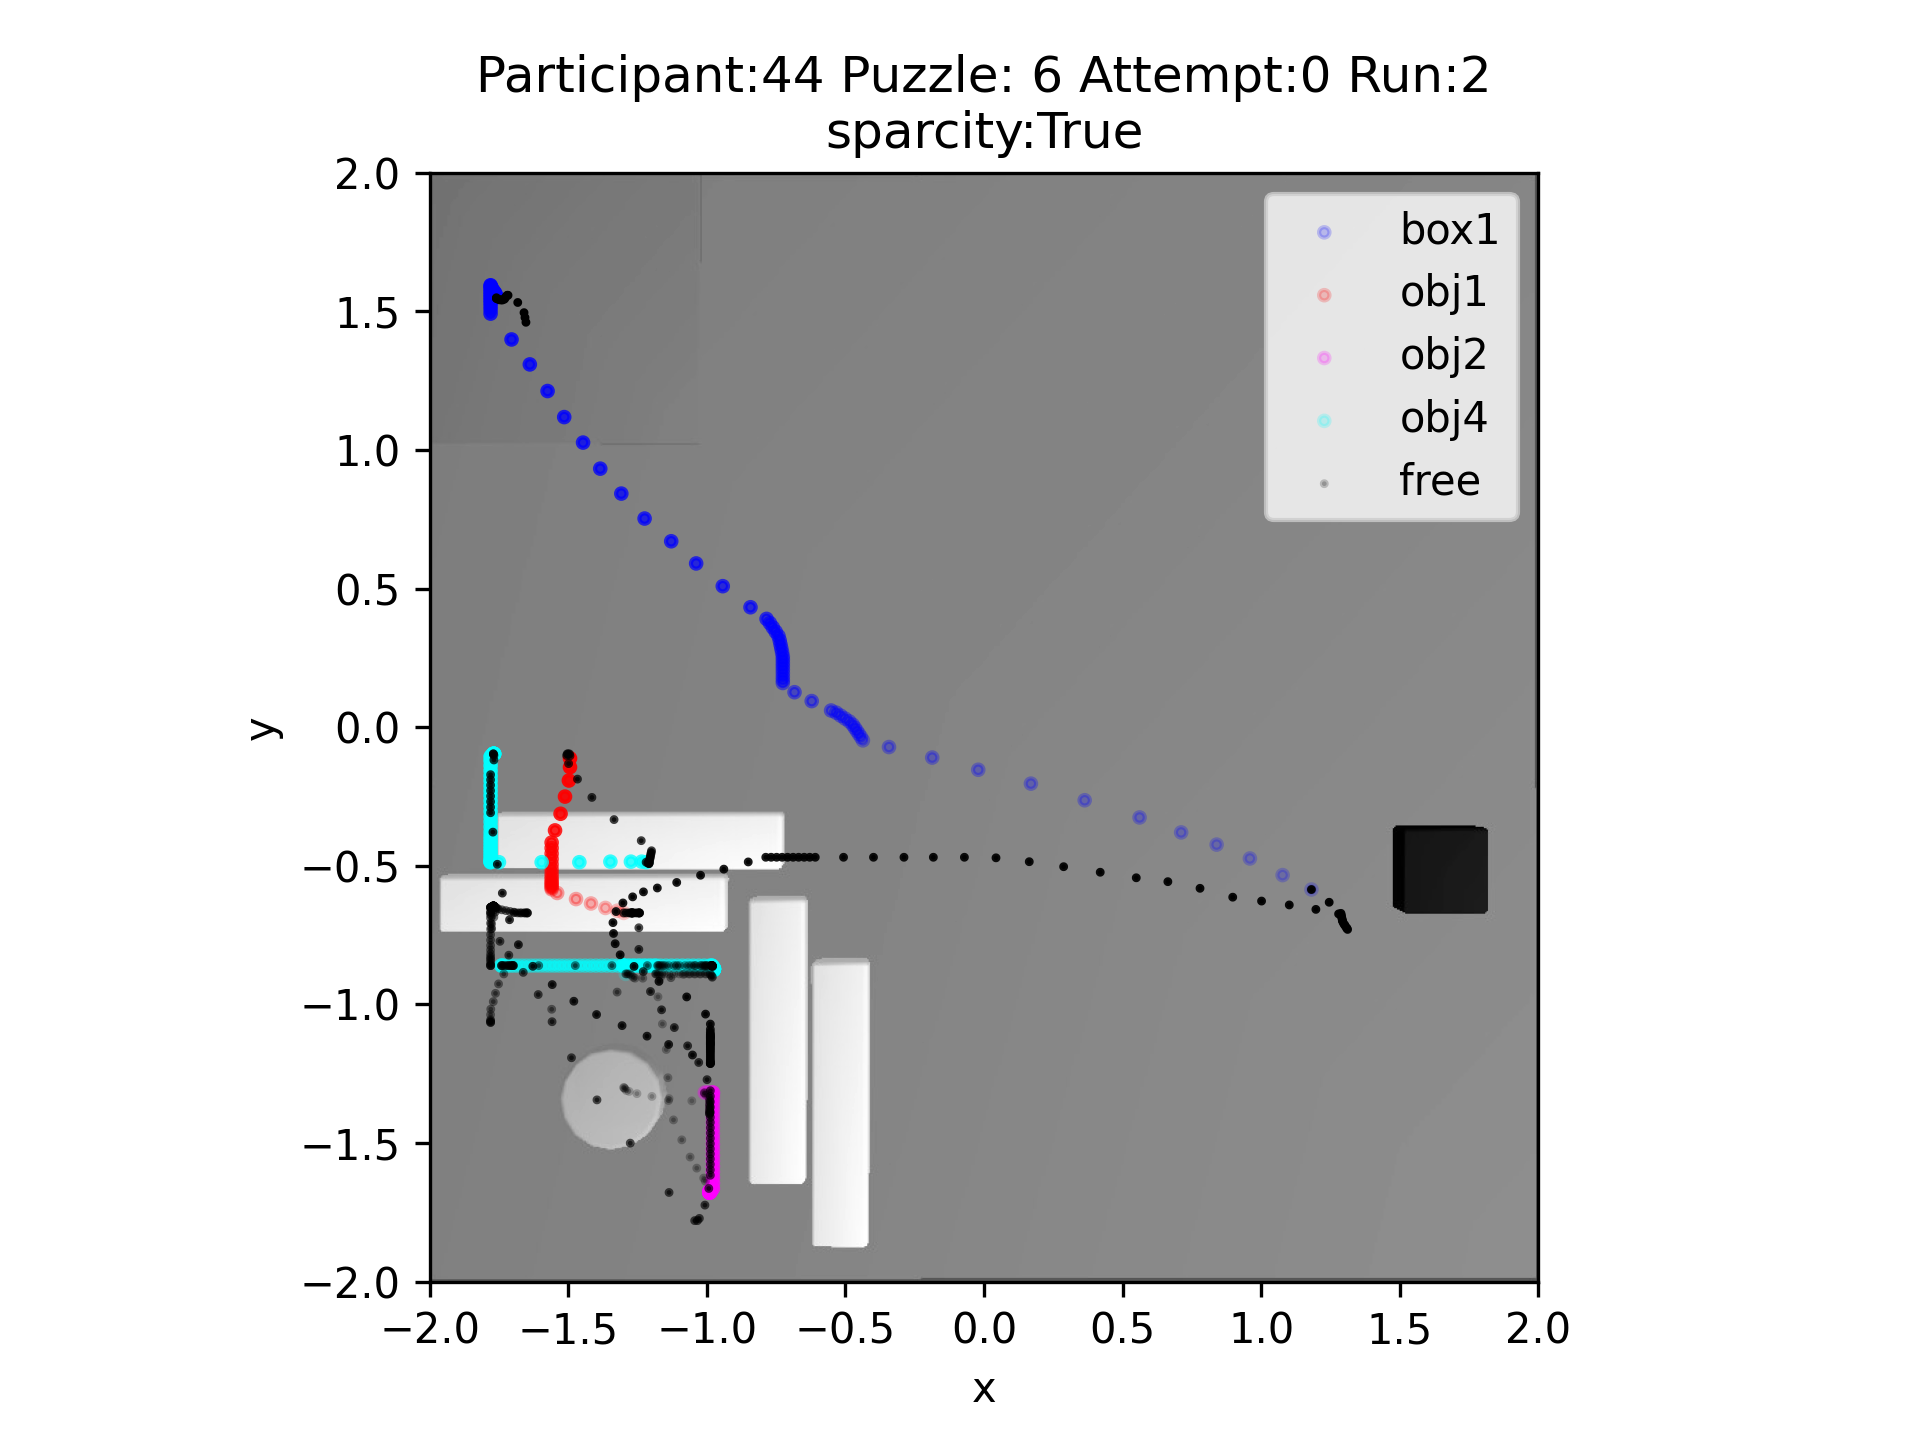 Participant:44 Puzzle: 6 Attempt:0 Run:2
sparcity:True
2.0
1.5
1.0
0.5
0.0
−0.5
−1.0
−1.5
−2.0
y
box1
obj1
obj2
obj4
free
−2.0 −1.5 −1.0 −0.5 0.0 0.5 1.0 1.5 2.0
x